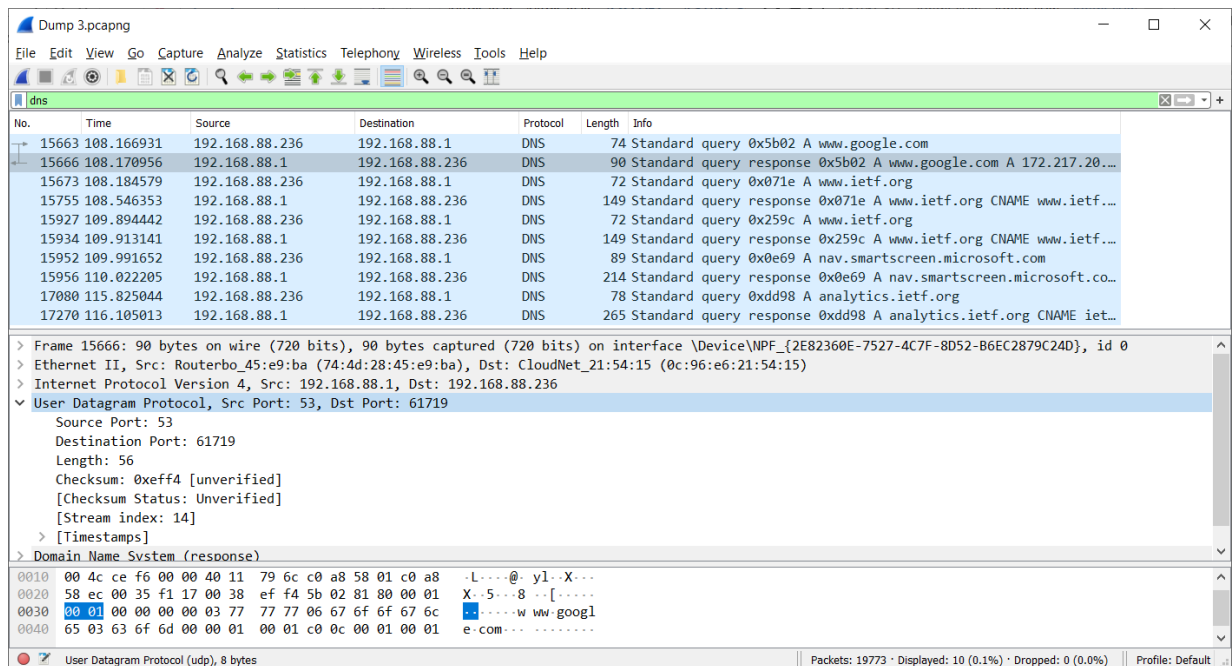 Dump 3.pcapng
File Edit View Go Capture Analyze Statistics Telephony Wireless Tools Help
dns
No. Time Source Destination Protocol Length Info
15663 108.166931 192.168.88.236 192.168.88.1 DNS 74 Standard query 0x5b02 A www.google.com
15666 108.170956 192.168.88.1 192.168.88.236 DNS 90 Standard query response 0x5b02 A www.google.com A 172.217.20.…
15673 108.184579 192.168.88.236 192.168.88.1 DNS 72 Standard query 0x071e A www.ietf.org
15755 108.546353 192.168.88.1 192.168.88.236 DNS 149 Standard query response 0x071e A www.ietf.org CNAME www.ietf.…
15927 109.894442 192.168.88.236 192.168.88.1 DNS 72 Standard query 0x259c A www.ietf.org
15934 109.913141 192.168.88.1 192.168.88.236 DNS 149 Standard query response 0x259c A www.ietf.org CNAME www.ietf.…
15952 109.991652 192.168.88.236 192.168.88.1 DNS 89 Standard query 0x0e69 A nav.smartscreen.microsoft.com
15956 110.022205 192.168.88.1 192.168.88.236 DNS 214 Standard query response 0x0e69 A nav.smartscreen.microsoft.co…
17080 115.825044 192.168.88.236 192.168.88.1 DNS 78 Standard query 0xdd98 A analytics.ietf.org
17270 116.105013 192.168.88.1 192.168.88.236 DNS 265 Standard query response 0xdd98 A analytics.ietf.org CNAME iet…
> Frame 15666: 90 bytes on wire (720 bits), 90 bytes captured (720 bits) on interface \Device\NPF_{2E82360E-7527-4C7F-8D52-B6EC2879C24D}, id 0
> Ethernet II, Src: Routerbo_45:e9:ba (74:4d:28:45:e9:ba), Dst: CloudNet_21:54:15 (0c:96:e6:21:54:15)
> Internet Protocol Version 4, Src: 192.168.88.1, Dst: 192.168.88.236
User Datagram Protocol, Src Port: 53, Dst Port: 61719
Source Port: 53
Destination Port: 61719
Length: 56
Checksum: 0xeff4 [unverified]
[Checksum Status: Unverified]
[Stream index: 14]
> [Timestamps]
> Domain Name System (response)
0010 00 4c ce f6 00 00 40 11 79 6c c0 a8 58 01 c0 a8 ·L····@· yl··X···
0020 58 ec 00 35 f1 17 00 38 ef f4 5b 02 81 80 00 01 X··5···8 ··[·····
0030 00 01 00 00 00 00 03 77 77 77 06 67 6f 6f 67 6c ·······w ww·googl
0040 65 03 63 6f 6d 00 00 01 00 01 c0 0c 00 01 00 01 e·com··· ········
User Datagram Protocol (udp), 8 bytes Packets: 19773 · Displayed: 10 (0.1%) · Dropped: 0 (0.0%) Profile: Default